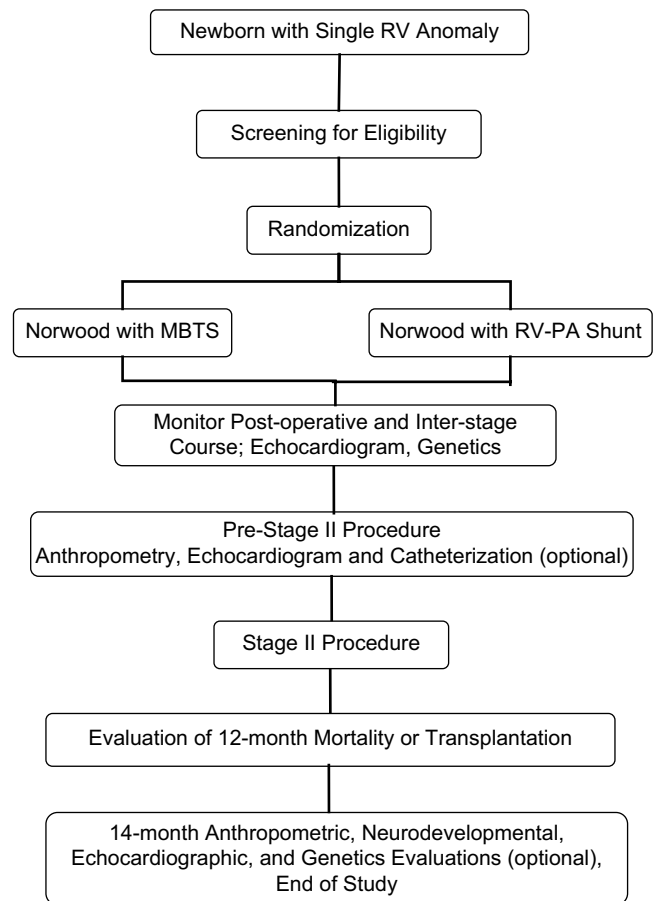 Newborn with Single RV Anomaly
Screening for Eligibility
Randomization
Norwood with MBTS
Norwood with RV-PA Shunt
Monitor Post-operative and Inter-stage
Course; Echocardiogram, Genetics
Pre-Stage II Procedure
Anthropometry, Echocardiogram and Catheterization (optional)
Stage II Procedure
Evaluation of 12-month Mortality or Transplantation
14-month Anthropometric, Neurodevelopmental,
Echocardiographic, and Genetics Evaluations (optional),
End of Study